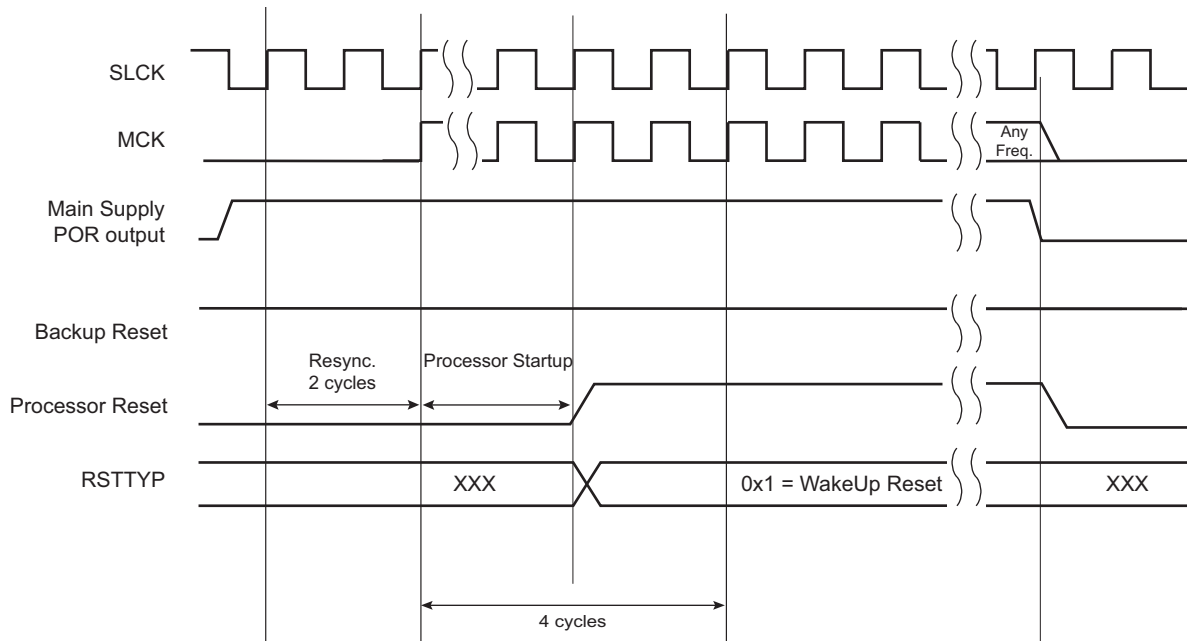 SLCK
MCK
Any
Freq.
Main Supply
POR output
Backup Reset
Resync.
2 cycles
Processor Startup
Processor Reset
RSTTYP
XXX
0x1 = WakeUp Reset
XXX
4 cycles